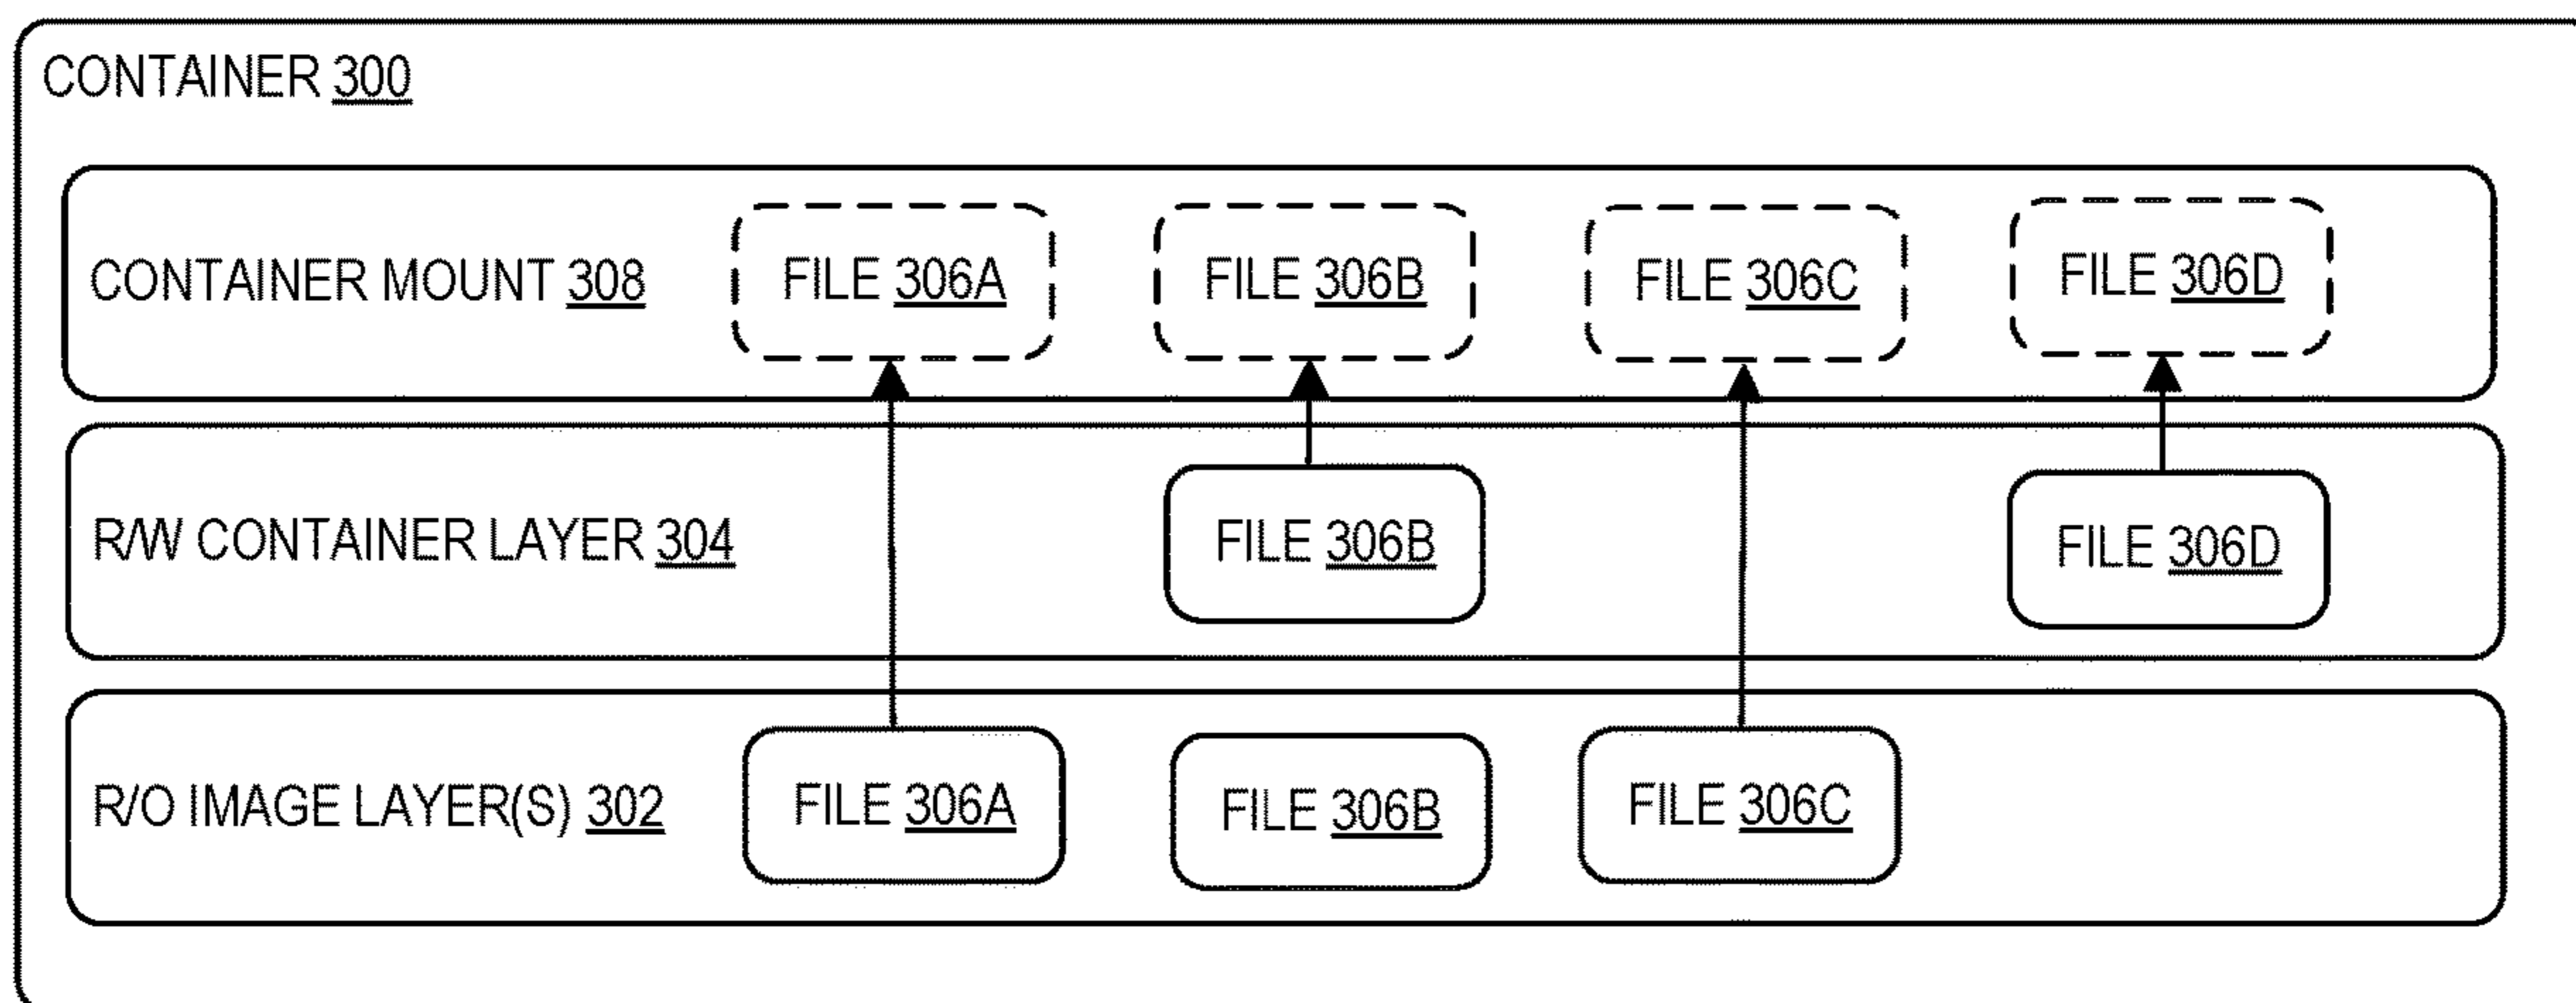 CONTAINER 300
CONTAINER MOUNT 308 FILE 306A FILE 306B FILE 306C FILE 306D
R/W CONTAINER LAYER 304 FILE 306B FILE 306D
R/O IMAGE LAYER(S) 302 FILE 306A FILE 306B FILE 306C